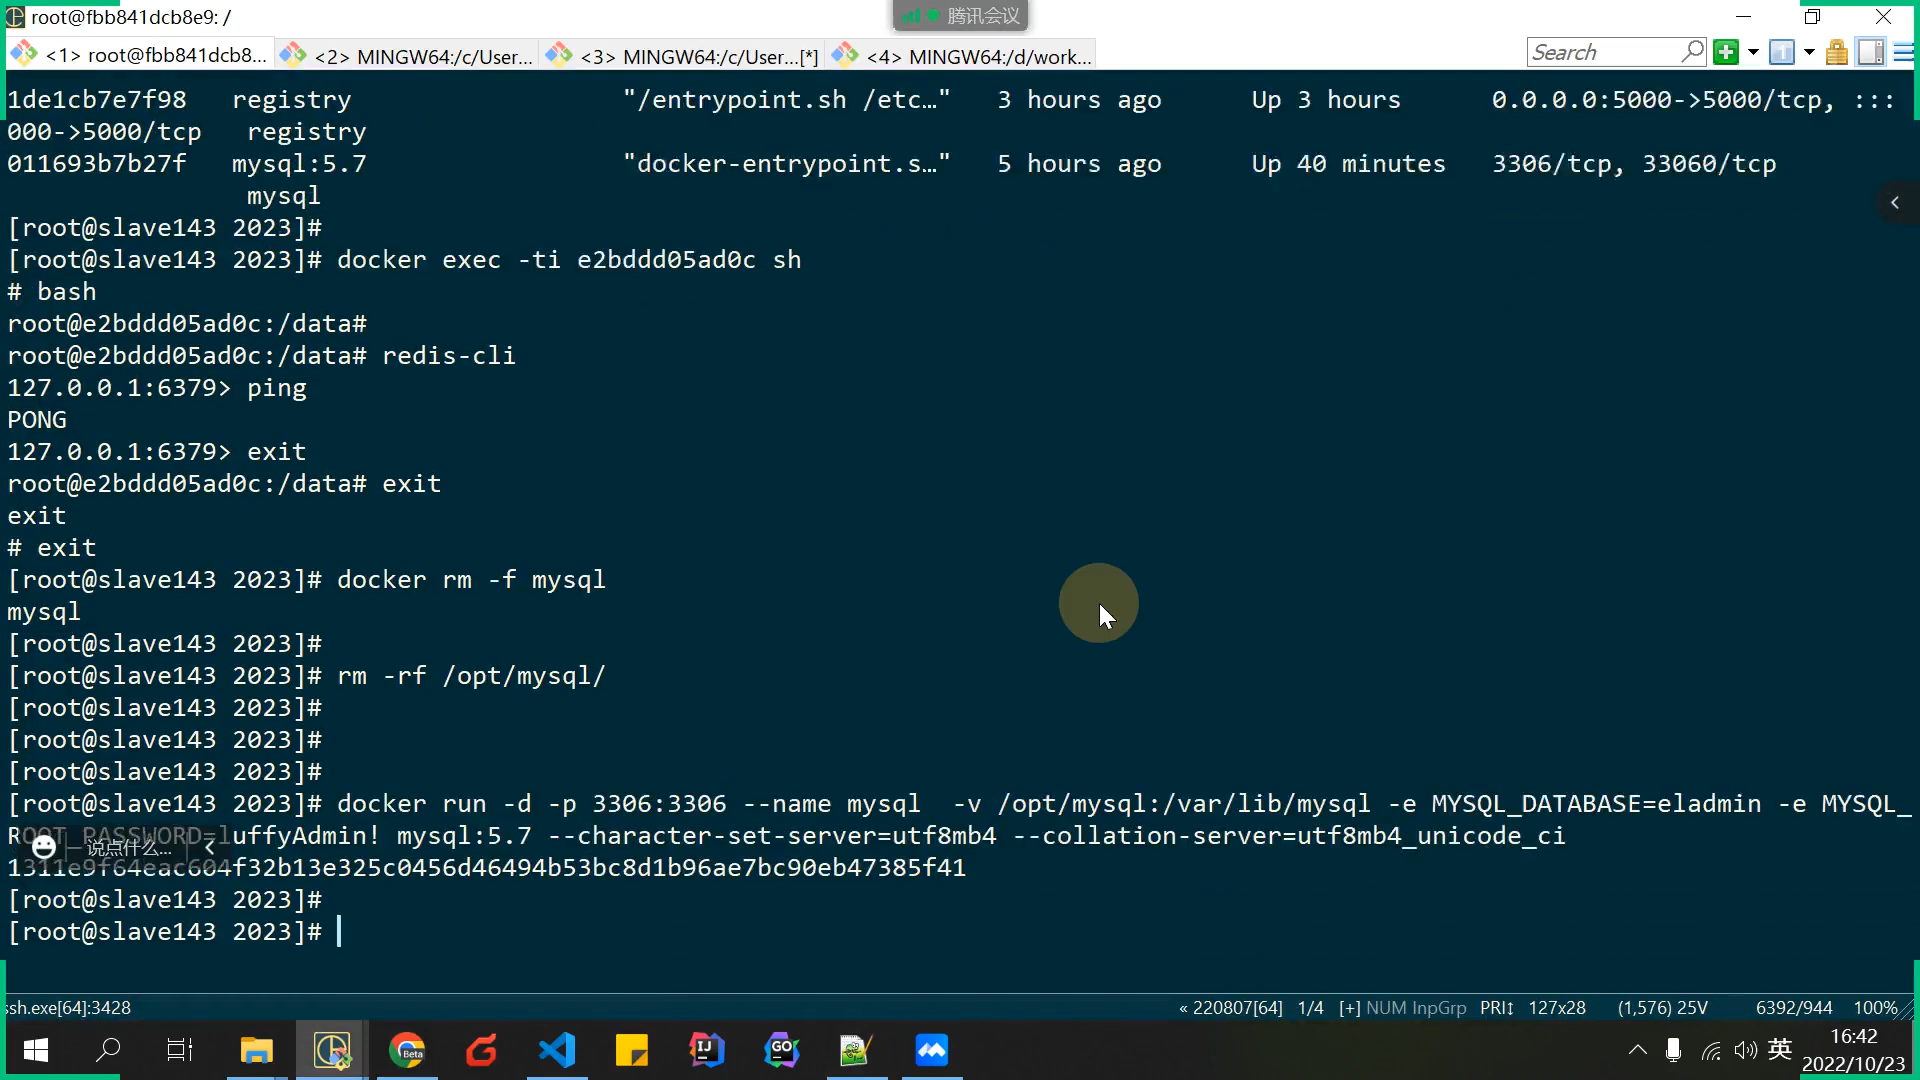 root@fbb841dcb8e9: /
腾讯会议
<1> root@fbb841dcb8... <2> MINGW64:/c/User... <3> MINGW64:/c/User...[*] <4> MINGW64:/d/work...
Search
1de1cb7e7f98 registry "/entrypoint.sh /etc…" 3 hours ago Up 3 hours 0.0.0.0:5000->5000/tcp, :::
000->5000/tcp registry
011693b7b27f mysql:5.7 "docker-entrypoint.s…" 5 hours ago Up 40 minutes 3306/tcp, 33060/tcp
mysql
[root@slave143 2023]#
[root@slave143 2023]# docker exec -ti e2bddd05ad0c sh
# bash
root@e2bddd05ad0c:/data#
root@e2bddd05ad0c:/data# redis-cli
127.0.0.1:6379> ping
PONG
127.0.0.1:6379> exit
root@e2bddd05ad0c:/data# exit
exit
# exit
[root@slave143 2023]# docker rm -f mysql
mysql
[root@slave143 2023]#
[root@slave143 2023]# rm -rf /opt/mysql/
[root@slave143 2023]#
[root@slave143 2023]#
[root@slave143 2023]#
[root@slave143 2023]# docker run -d -p 3306:3306 --name mysql -v /opt/mysql:/var/lib/mysql -e MYSQL_DATABASE=eladmin -e MYSQL_
ROOT_PASSWORD=luffyAdmin! mysql:5.7 --character-set-server=utf8mb4 --collation-server=utf8mb4_unicode_ci
说点什么...
1311e9f64eac604f32b13e325c0456d46494b53bc8d1b96ae7bc90eb47385f41
[root@slave143 2023]#
[root@slave143 2023]#
ssh.exe[64]:3428 « 220807[64] 1/4 [+] NUM InpGrp PRI↕ 127x28 (1,576) 25V 6392/944 100%
Beta
IJ
GO
英
16:42
2022/10/23